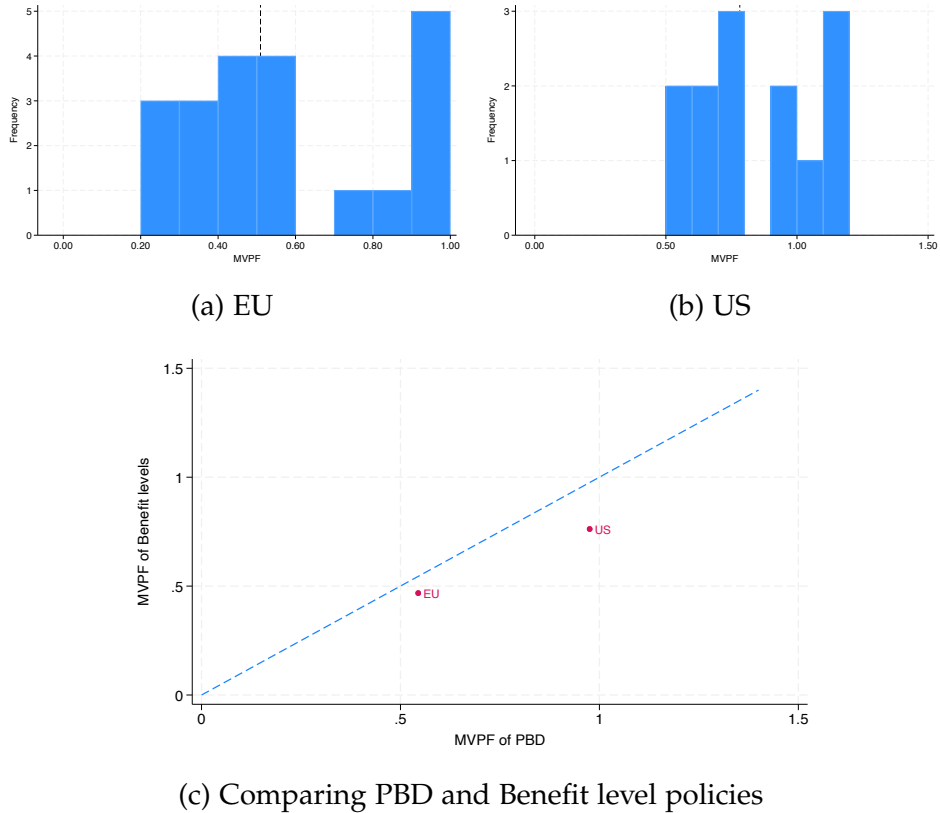 5
4
3
2
1
0
Frequency
0.00 0.20 0.40 0.60 0.80 1.00
MVPF
(a) EU
3
2
1
0
Frequency
0.00 0.50 1.00 1.50
MVPF
(b) US
1.5
1
.5
0
MVPF of Benefit levels
US
EU
0 .5 1 1.5
MVPF of PBD
(c) Comparing PBD and Benefit level policies